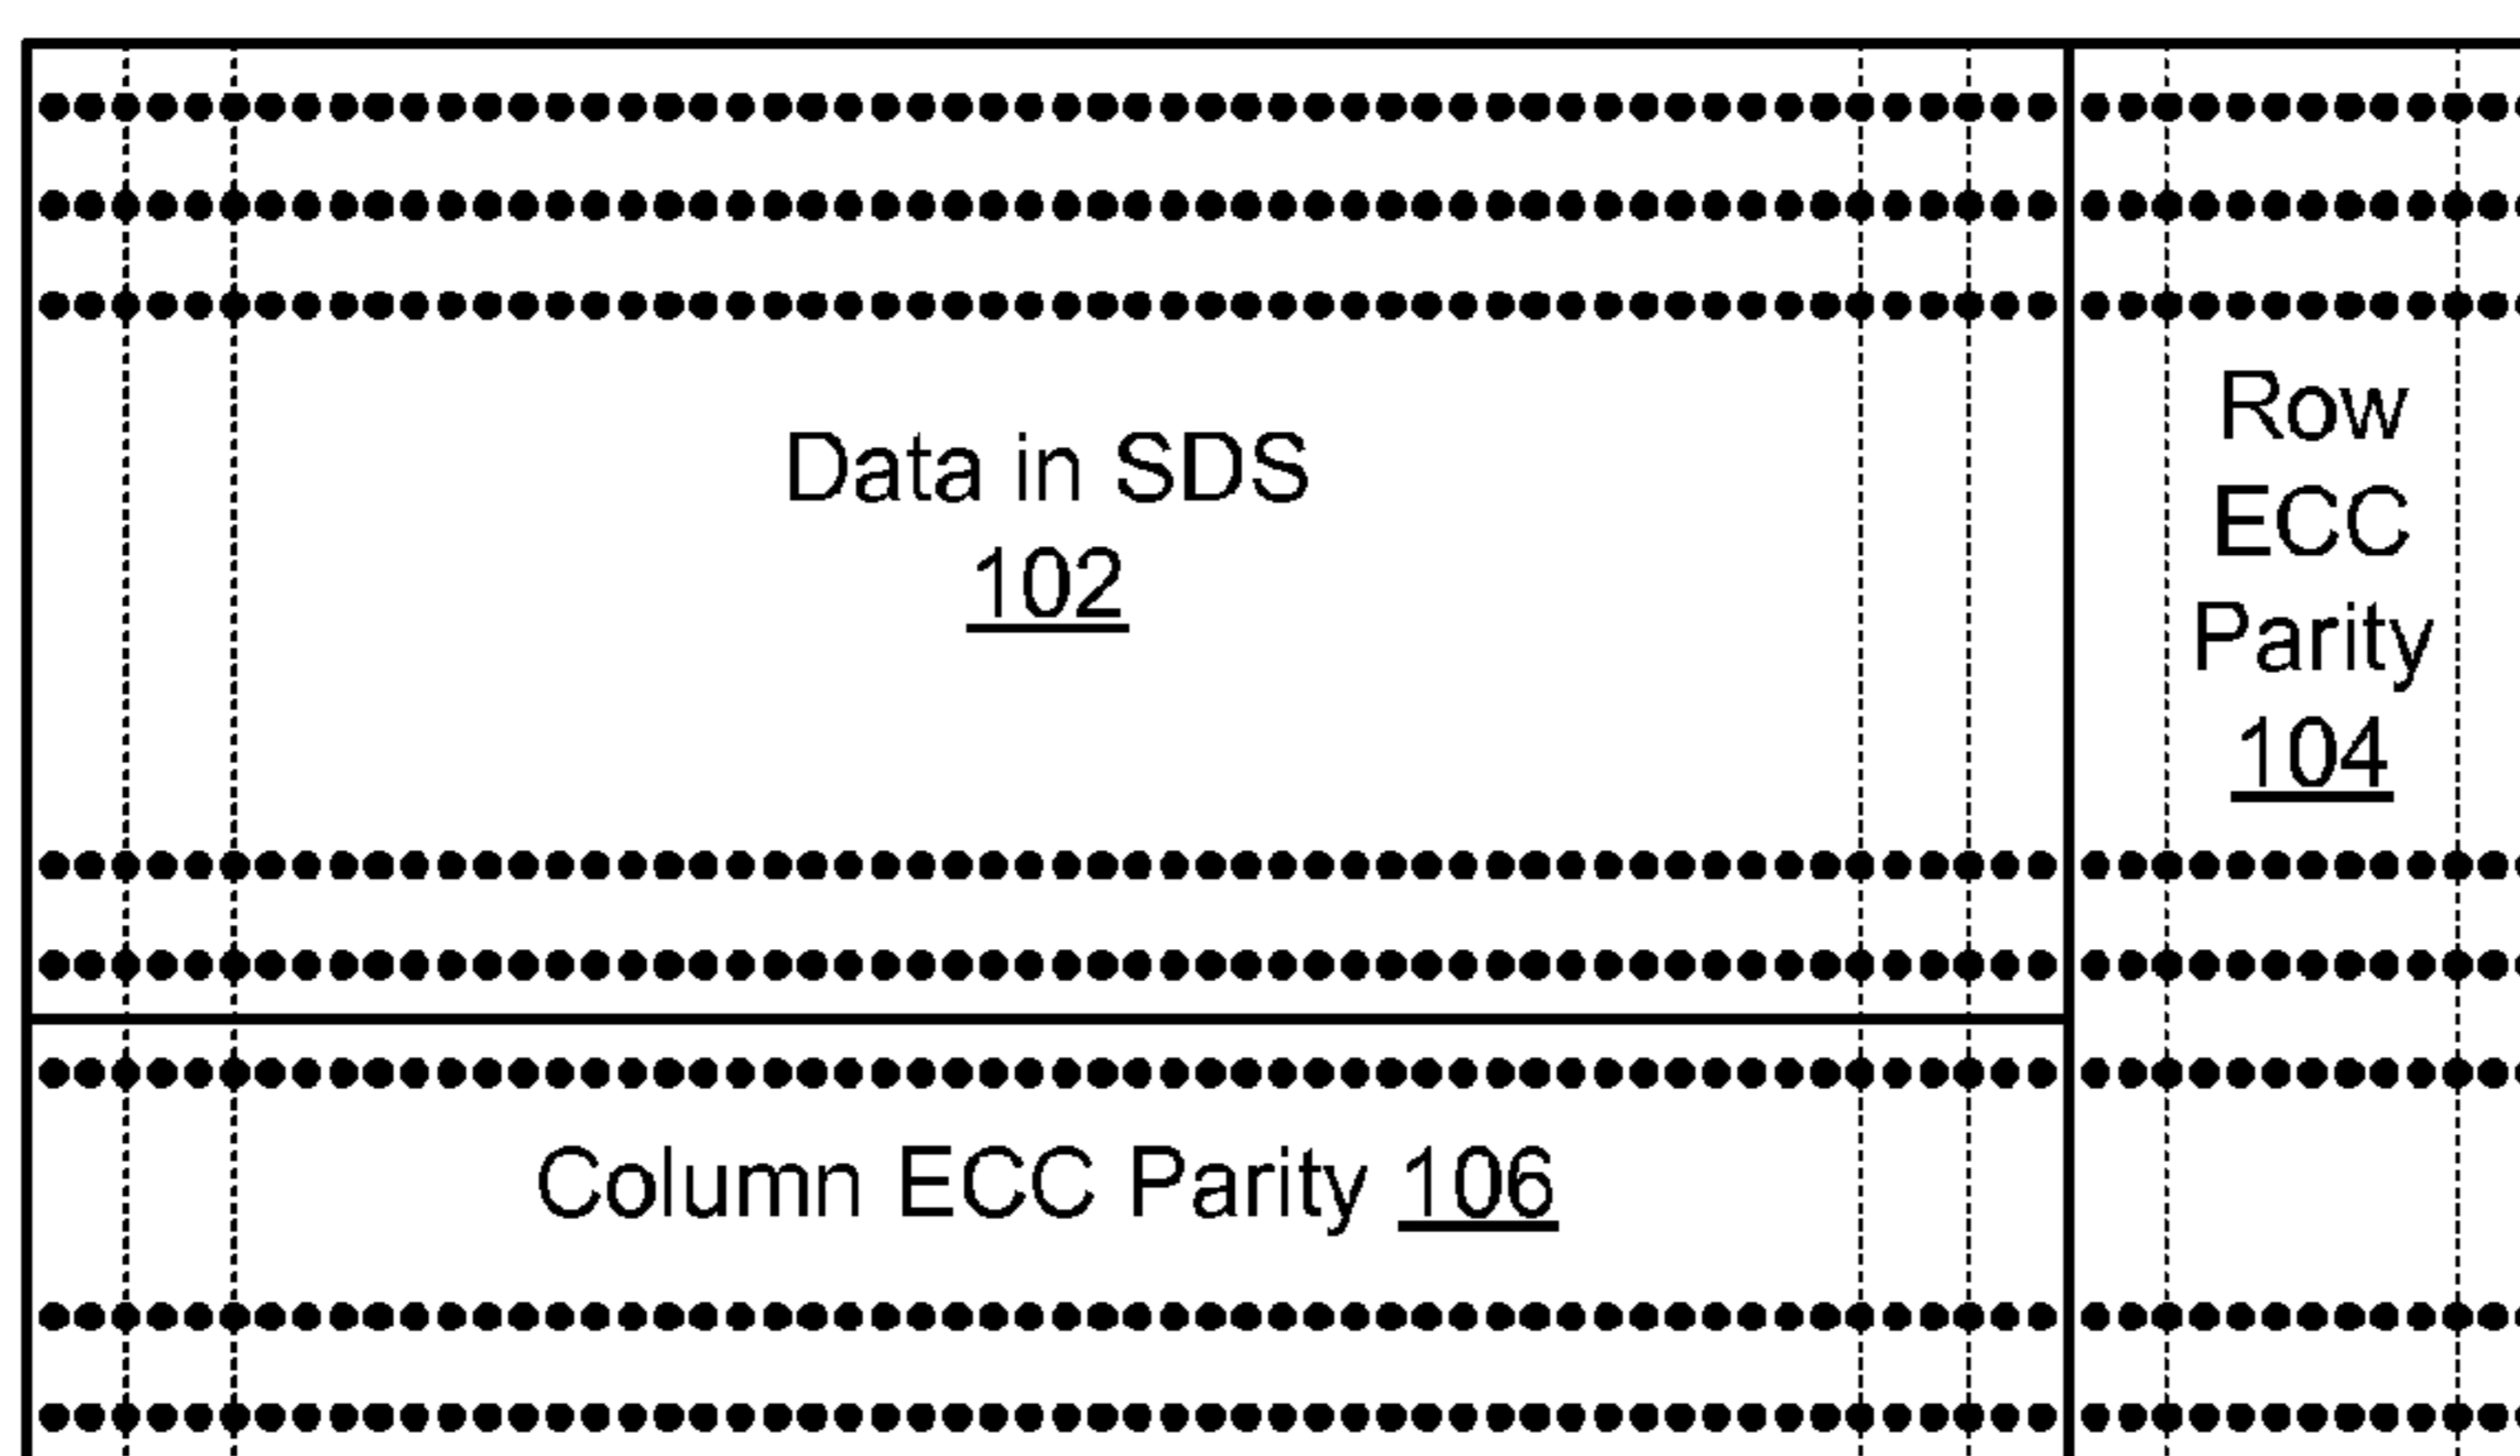 Data in SDS
102
Row
ECC
Parity
104
Column ECC Parity 106